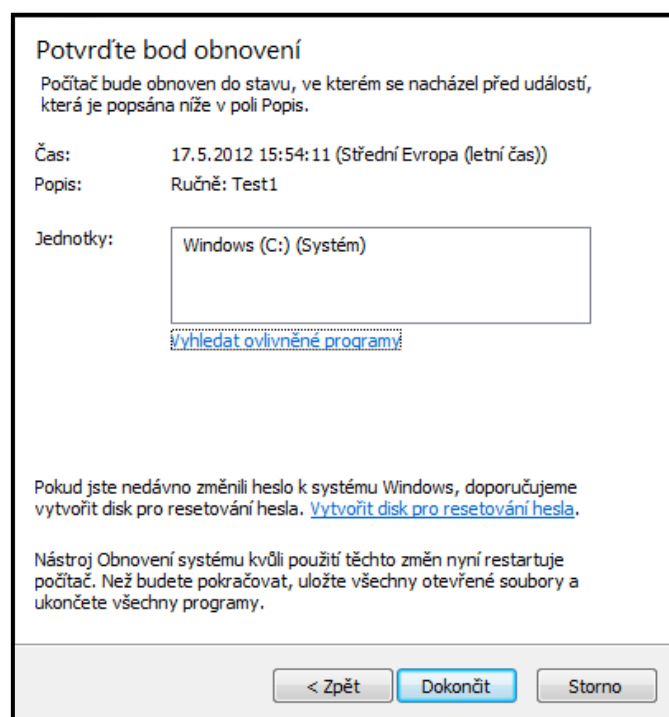 Potvrďte bod obnovení
Počítač bude obnoven do stavu, ve kterém se nacházel před událostí,
která je popsána níže v poli Popis.
Čas: 17.5.2012 15:54:11 (Střední Evropa (letní čas))
Popis: Ručně: Test1
Jednotky: Windows (C:) (Systém)
Vyhledat ovlivněné programy
Pokud jste nedávno změnili heslo k systému Windows, doporučujeme
vytvořit disk pro resetování hesla. Vytvořit disk pro resetování hesla.
Nástroj Obnovení systému kvůli použití těchto změn nyní restartuje
počítač. Než budete pokračovat, uložte všechny otevřené soubory a
ukončete všechny programy.
< Zpět Dokončit Storno